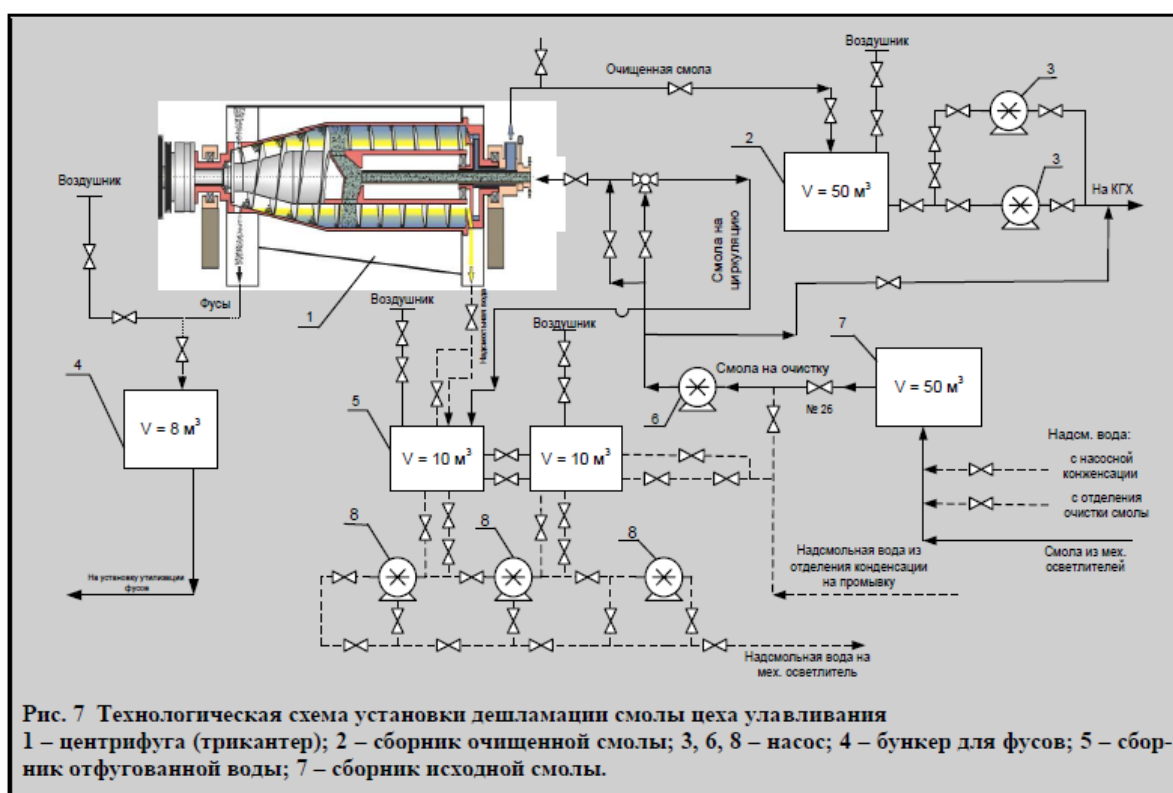 Воздушник
3
Очищенная смола
2
V = 50 м³
3
На КГХ
Воздушник
Смола на
циркуляцию
Фусы
1
Надсмольная вода
Воздушник
Воздушник
7
4
V = 8 м³
5
V = 10 м³
V = 10 м³
Смола на очистку
6
№ 26
V = 50 м³
Надсм. вода:
с насосной
конженсации
с отделения
очистки смолы
Смола из мех.
осветлителей
8
8
8
На установку утилизации
фусов
Надсмольная вода из
отделения конденсации
на промывку
Надсмольная вода на
мех. осветлитель
Рис. 7 Технологическая схема установки дешламации смолы цеха улавливания
1 – центрифуга (трикантер); 2 – сборник очищенной смолы; 3, 6, 8 – насос; 4 – бункер для фусов; 5 – сбор-
ник отфугованной воды; 7 – сборник исходной смолы.